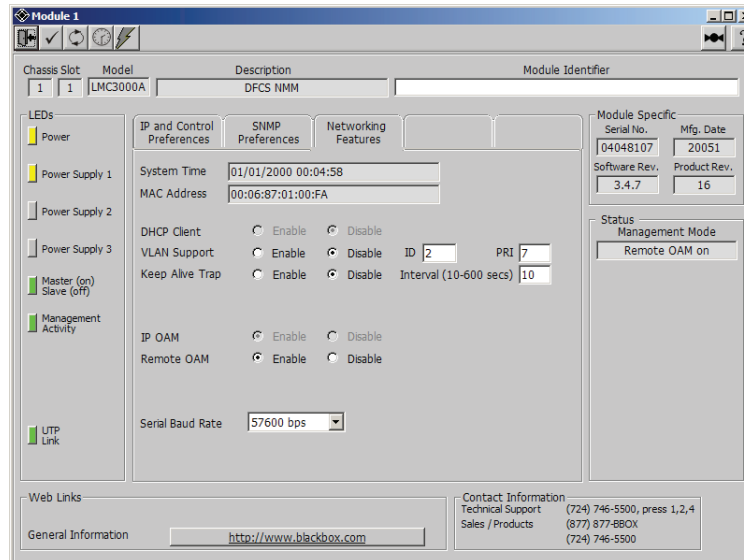 Module 1
Chassis Slot Model Description Module Identifier
1 1 LMC3000A DFCS NMM
LEDs
Power
Power Supply 1
Power Supply 2
Power Supply 3
Master (on)
Slave (off)
Management
Activity
UTP
Link
IP and Control
Preferences
SNMP
Preferences
Networking
Features
System Time 01/01/2000 00:04:58
MAC Address 00:06:87:01:00:FA
DHCP Client Enable Disable
VLAN Support Enable Disable ID 2 PRI 7
Keep Alive Trap Enable Disable Interval (10-600 secs) 10
IP OAM Enable Disable
Remote OAM Enable Disable
Serial Baud Rate 57600 bps
Module Specific
Serial No. Mfg. Date
04048107 20051
Software Rev. Product Rev.
3.4.7 16
Status
Management Mode
Remote OAM on
Web Links
General Information http://www.blackbox.com
Contact Information
Technical Support (724) 746-5500, press 1,2,4
Sales / Products (877) 877-BBOX
(724) 746-5500